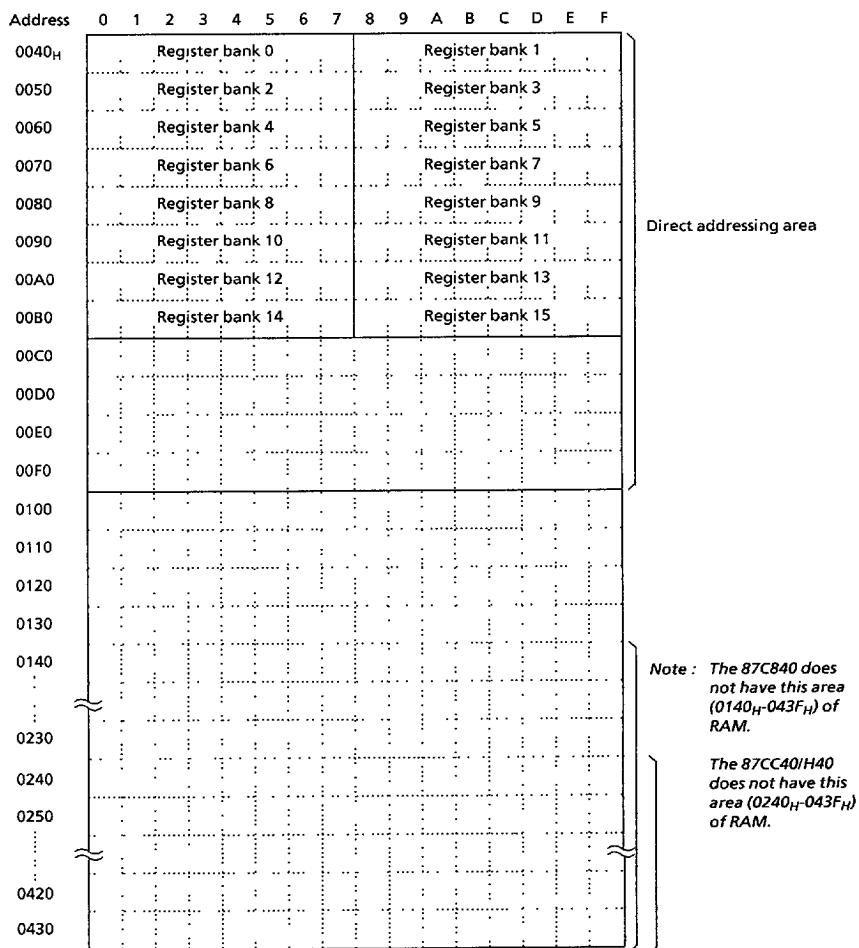 Address 0 1 2 3 4 5 6 7 8 9 A B C D E F
0040H Register bank 0 Register bank 1
0050 Register bank 2 Register bank 3
0060 Register bank 4 Register bank 5
0070 Register bank 6 Register bank 7
0080 Register bank 8 Register bank 9
Direct addressing area
0090 Register bank 10 Register bank 11
00A0 Register bank 12 Register bank 13
00B0 Register bank 14 Register bank 15
00C0
00D0
00E0
00F0
0100
0110
0120
0130
0140
Note : The 87C840 does
not have this area
(0140H-043FH) of
RAM.
0230
The 87CC40/H40
0240
does not have this
area (0240H-043FH)
0250
of RAM.
0420
0430